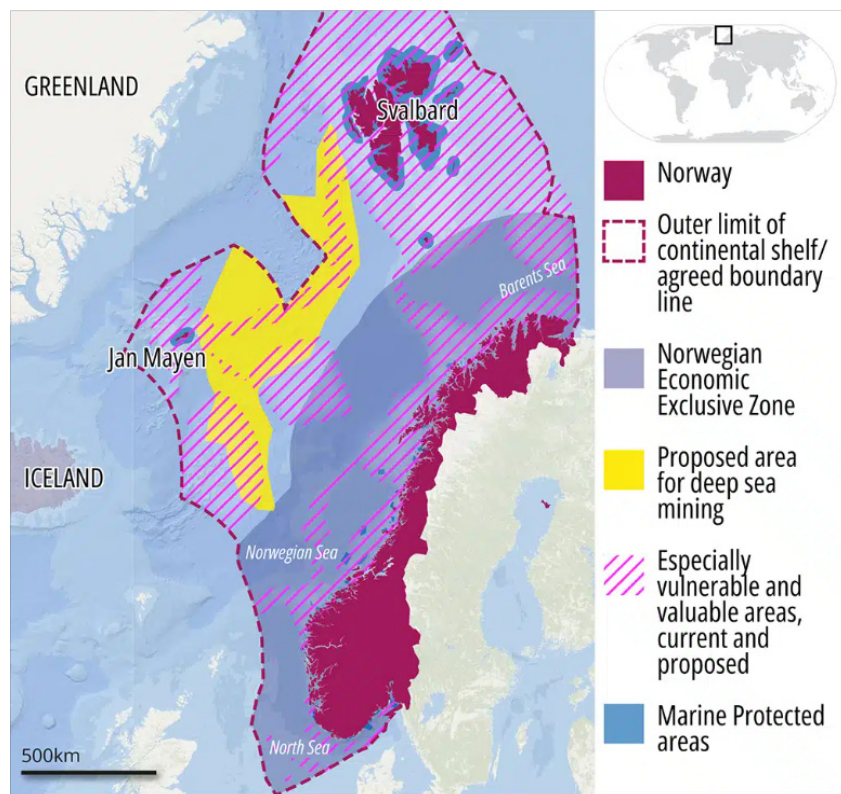 GREENLAND
Svalbard
Barents Sea
Jan Mayen
ICELAND
Norwegian Sea
North Sea
500km
Norway
Outer limit of
continental shelf/
agreed boundary
line
Norwegian
Economic
Exclusive Zone
Proposed area
for deep sea
mining
Especially
vulnerable and
valuable areas,
current and
proposed
Marine Protected
areas